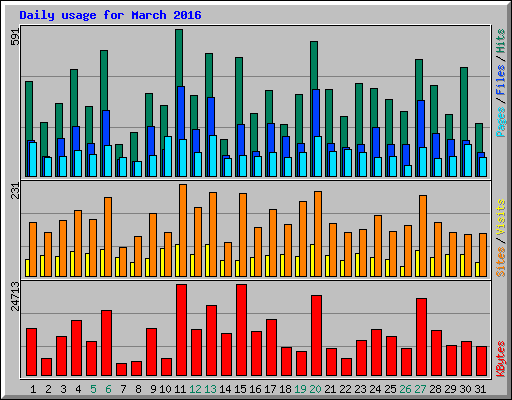 Daily usage for March 2016
591
Pages / Files / Hits
231
Sites / Visits
24713
KBytes
1 2 3 4 5 6 7 8 9 10 11 12 13 14 15 16 17 18 19 20 21 22 23 24 25 26 27 28 29 30 31